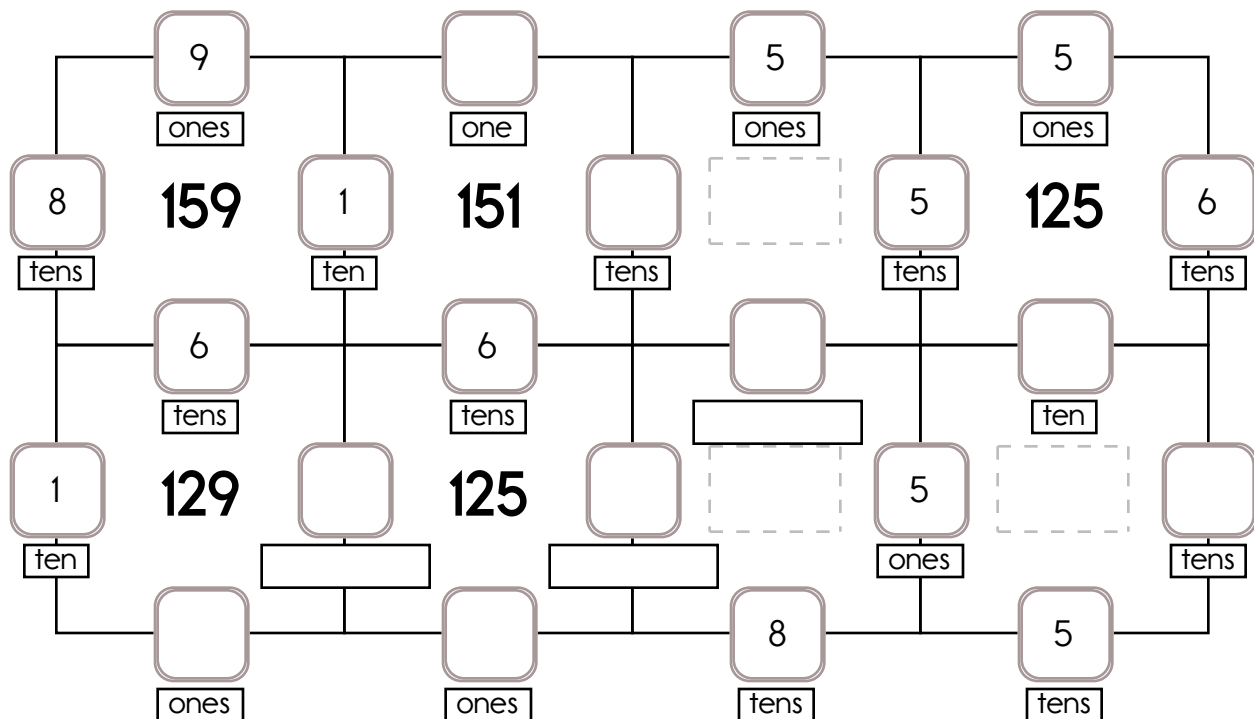 9 5 5
ones one ones ones
8 159 1 151 5 125 6
tens ten tens tens tens
6 6
tens tens ten
1 129 125 5
ten ones tens
8 5
ones ones tens tens